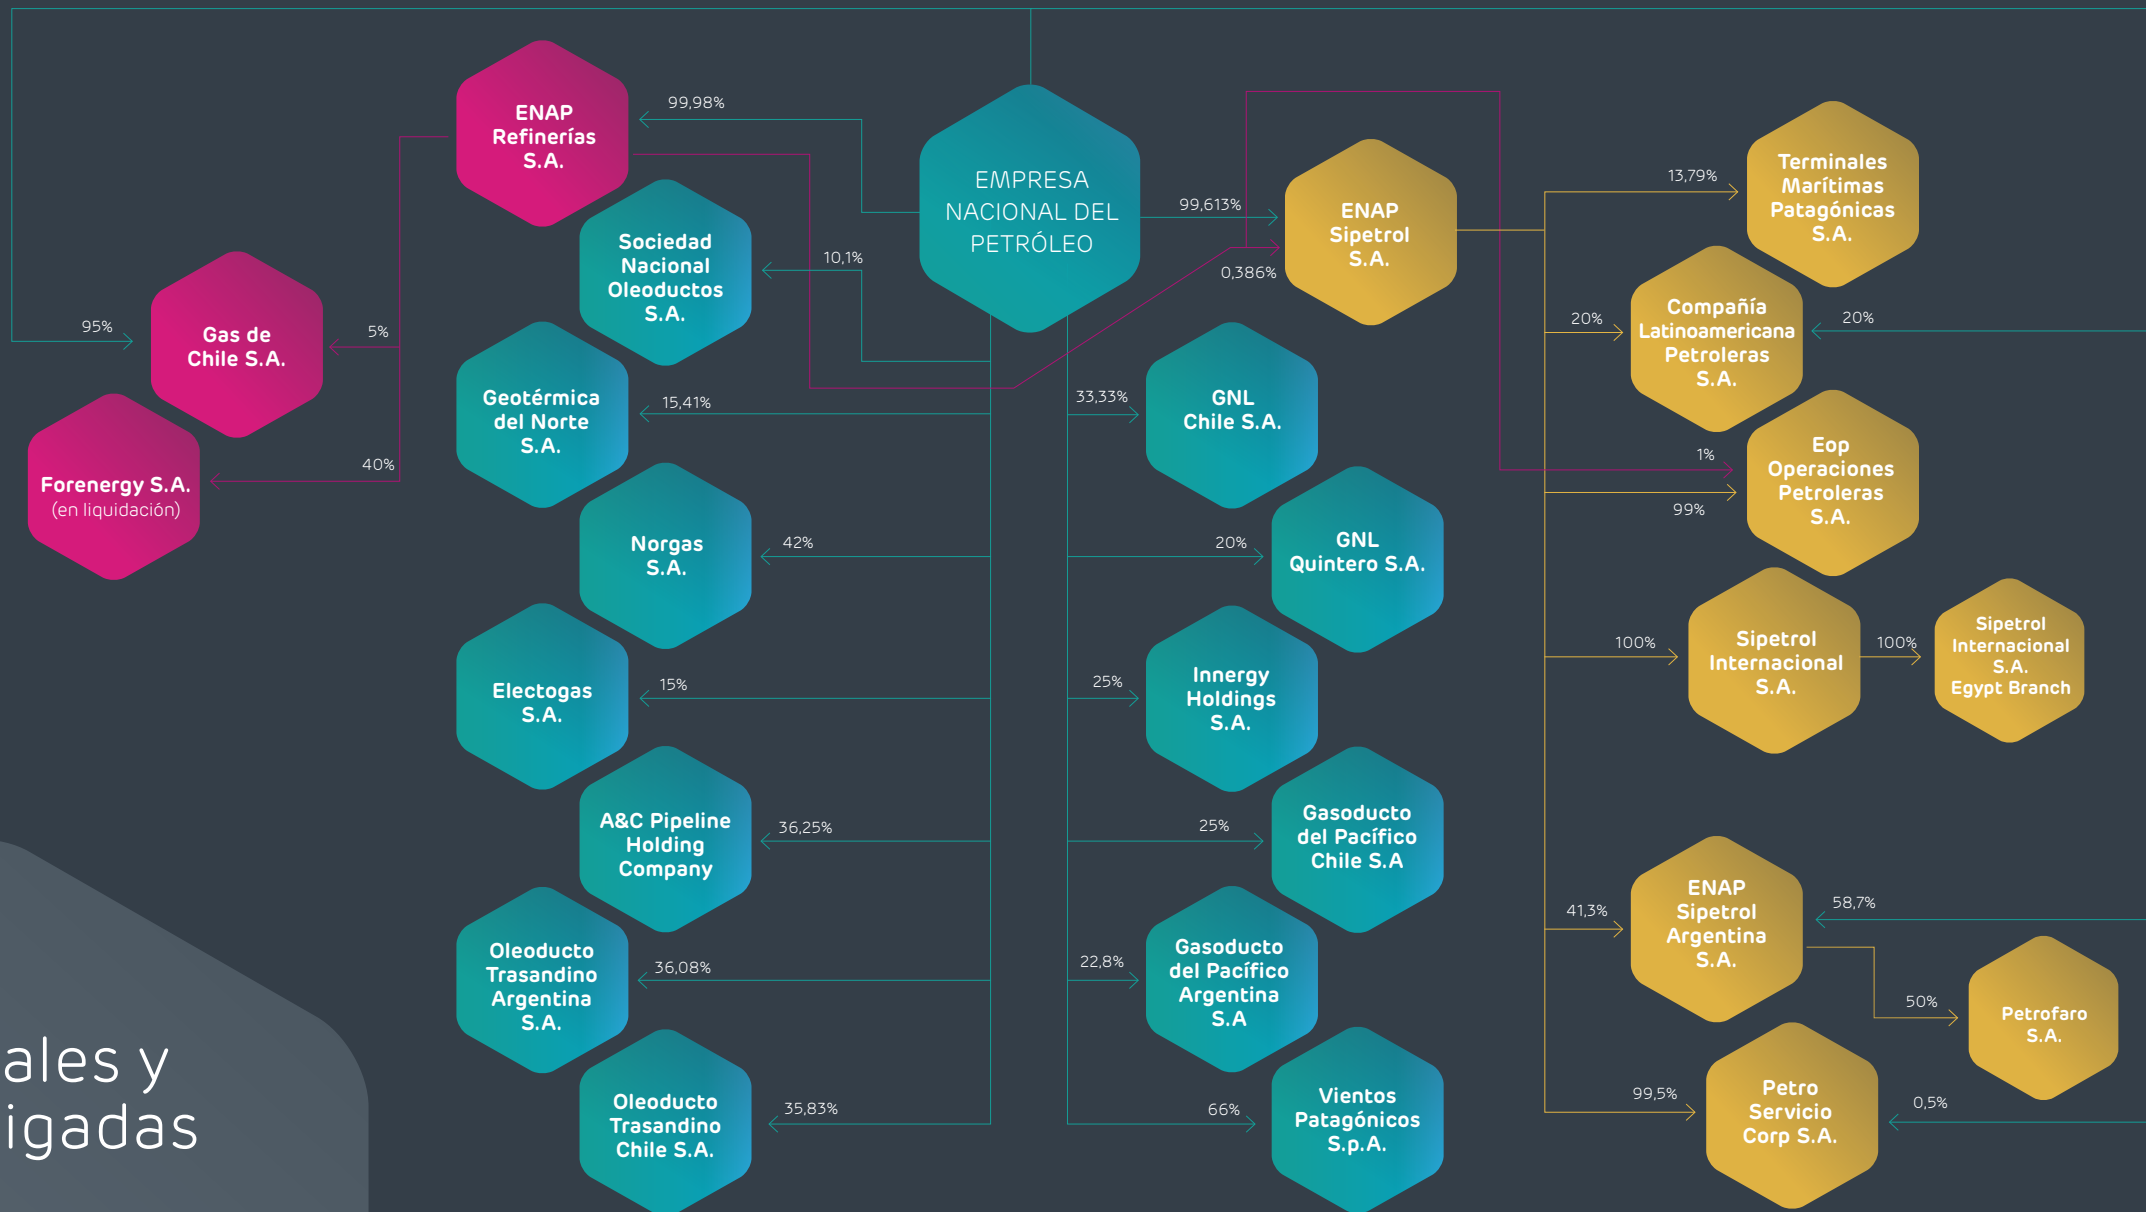 99,98%
ENAP
Refinerías
S.A.
EMPRESA
NACIONAL DEL
PETRÓLEO
99,613%
0,386%
ENAP
Sipetrol
S.A.
13,79%
Terminales
Marítimas
Patagónicas
S.A.
10,1%
Sociedad
Nacional
Oleoductos
S.A.
95%
Gas de
Chile S.A.
5%
20%
Compañía
Latinoamericana
Petroleras
S.A.
20%
Geotérmica
del Norte
S.A.
15,41%
33,33%
GNL
Chile S.A.
Forenergy S.A.
(en liquidación)
40%
1%
99%
Eop
Operaciones
Petroleras
S.A.
Norgas
S.A.
42%
20%
GNL
Quintero S.A.
100%
Sipetrol
Internacional
S.A.
100%
Sipetrol
Internacional
S.A.
Egypt Branch
Electogas
S.A.
15%
25%
Innergy
Holdings
S.A.
A&C Pipeline
Holding
Company
36,25%
25%
Gasoducto
del Pacífico
Chile S.A
41,3%
ENAP
Sipetrol
Argentina
S.A.
58,7%
Oleoducto
Trasandino
Argentina
S.A.
36,08%
22,8%
Gasoducto
del Pacífico
Argentina
S.A
50%
Petrofaro
S.A.
Oleoducto
Trasandino
Chile S.A.
35,83%
66%
Vientos
Patagónicos
S.p.A.
99,5%
Petro
Servicio
Corp S.A.
0,5%
ales y
igadas